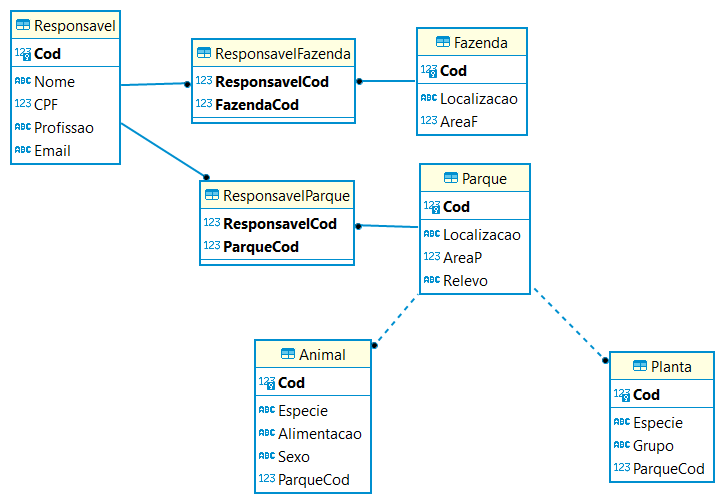 Responsavel
123 Cod
ABC Nome
123 CPF
ABC Profissao
ABC Email
ResponsavelFazenda
123 ResponsavelCod
123 FazendaCod
Fazenda
123 Cod
ABC Localizacao
123 AreaF
ResponsavelParque
123 ResponsavelCod
123 ParqueCod
Parque
123 Cod
ABC Localizacao
123 AreaP
ABC Relevo
Animal
123 Cod
ABC Especie
ABC Alimentacao
ABC Sexo
123 ParqueCod
Planta
123 Cod
ABC Especie
ABC Grupo
123 ParqueCod